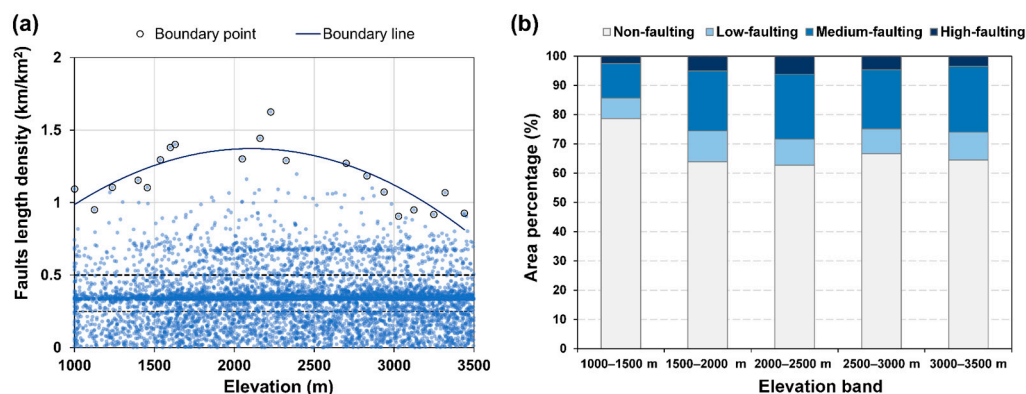 (a)
Boundary point
Boundary line
Faults length density (km/km²)
2
1.5
1
0.5
0
1000
1500
2000
2500
3000
3500
Elevation (m)
(b)
Non-faulting
Low-faulting
Medium-faulting
High-faulting
Area percentage (%)
100
90
80
70
60
50
40
30
20
10
0
1000–1500 m
1500–2000 m
2000–2500 m
2500–3000 m
3000–3500 m
Elevation band